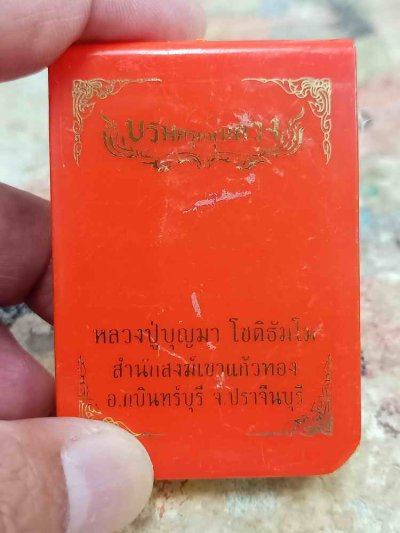 หลวงปู่บุญมา โชติธัมโม
สำนักสงฆ์เขาแก้วทอง
อ.กบินทร์บุรี จ.ปราจีนบุรี